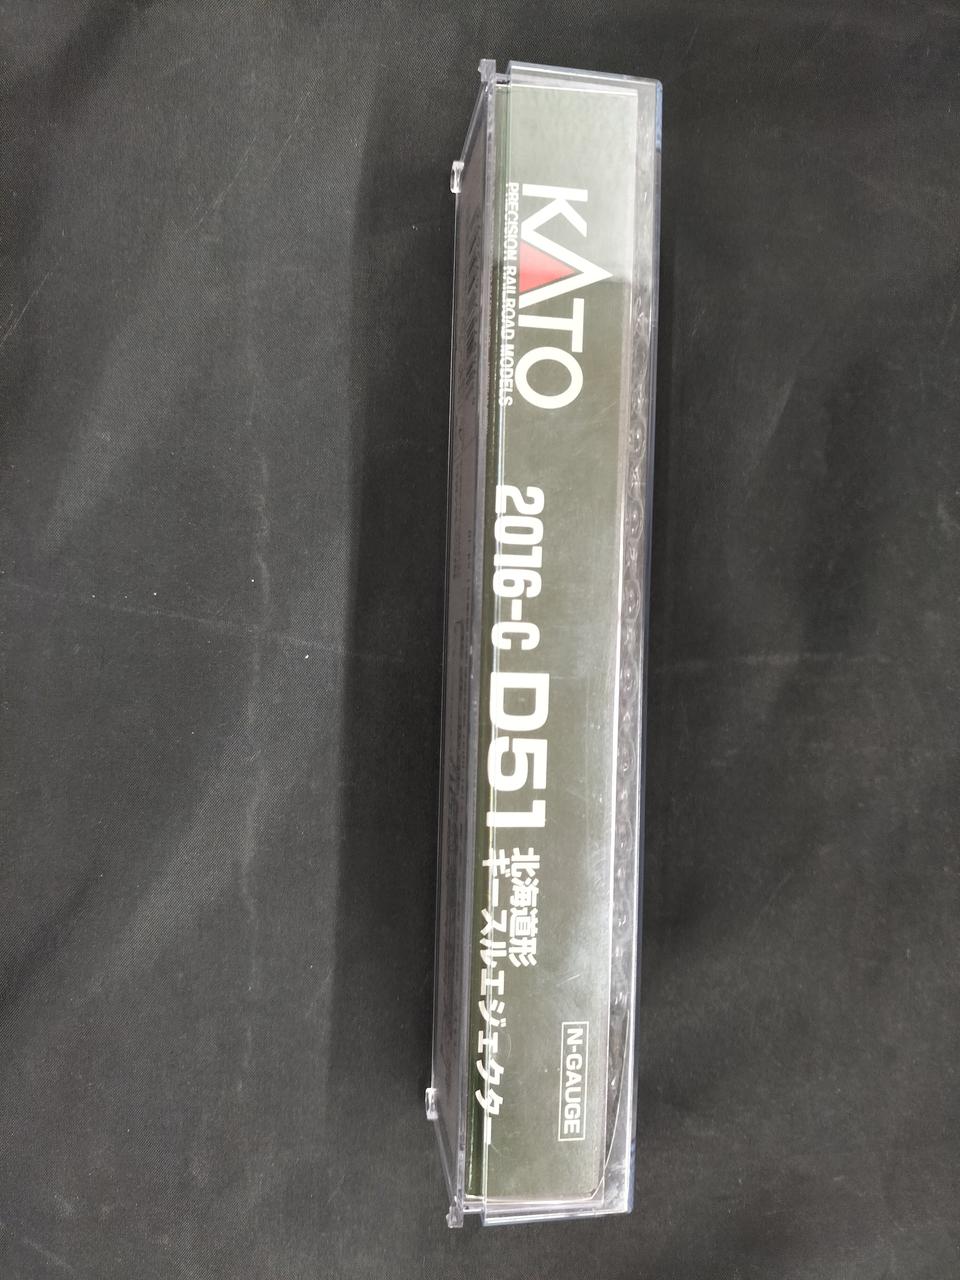 KATO
PRECISION RAILROAD MODELS
2016-C D51 北海道形
ギースルエジェクター
N-GAUGE